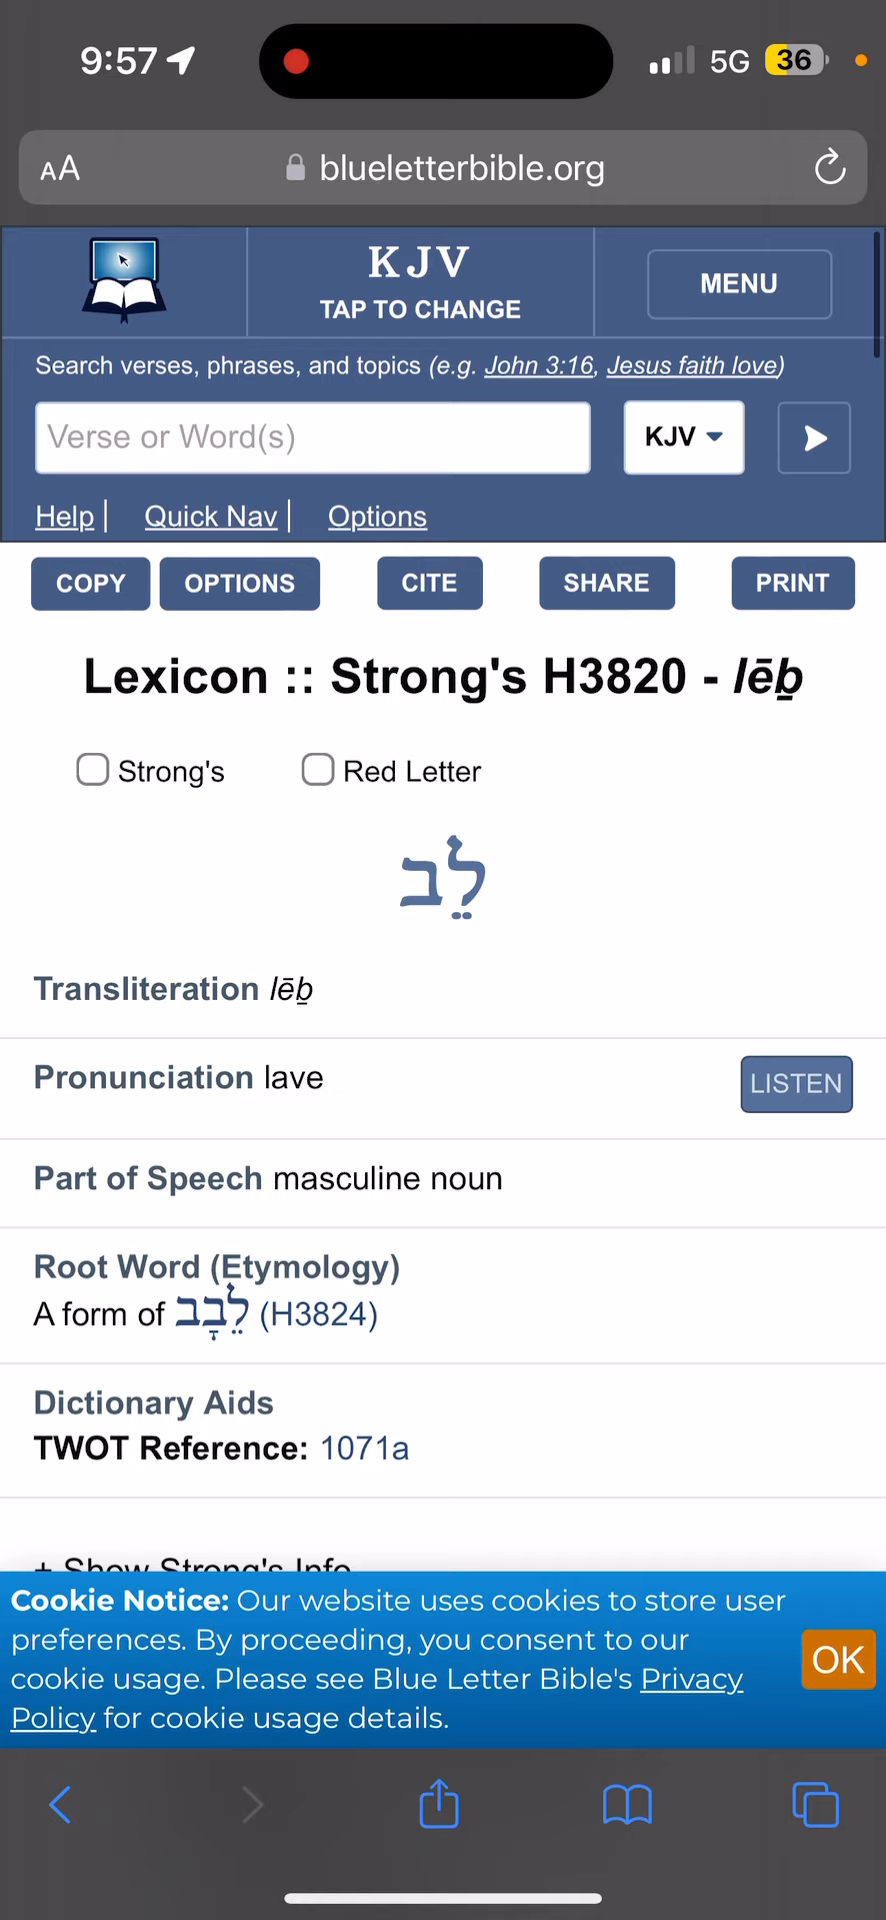 9:57 5G 36
AA blueletterbible.org
KJV
TAP TO CHANGE
MENU
Search verses, phrases, and topics (e.g. John 3:16, Jesus faith love)
Verse or Word(s) KJV
Help | Quick Nav | Options
COPY OPTIONS CITE SHARE PRINT
Lexicon :: Strong's H3820 - lēḇ
Strong's Red Letter
לֵב
Transliteration lēḇ
Pronunciation lave LISTEN
Part of Speech masculine noun
Root Word (Etymology)
A form of לֵבָב (H3824)
Dictionary Aids
TWOT Reference: 1071a
+ Show Strong's Info
Cookie Notice: Our website uses cookies to store user
preferences. By proceeding, you consent to our
cookie usage. Please see Blue Letter Bible's Privacy
Policy for cookie usage details.
OK